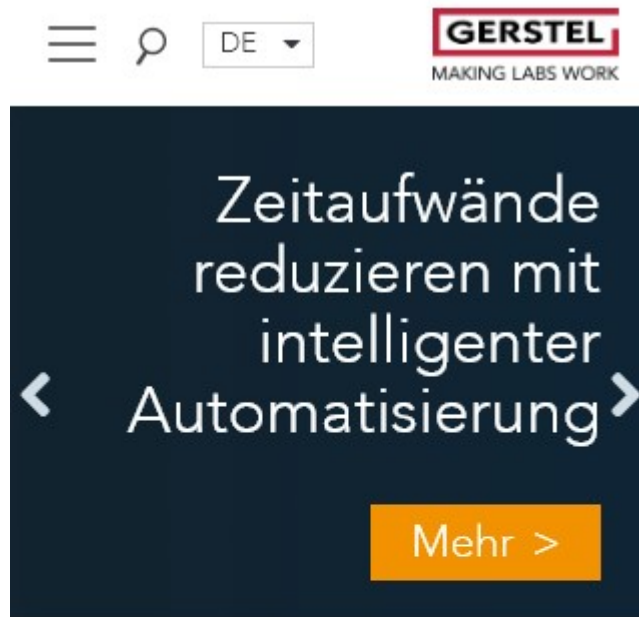 DE
GERSTEL
MAKING LABS WORK
Zeitaufwände
reduzieren mit
intelligenter
Automatisierung
Mehr >